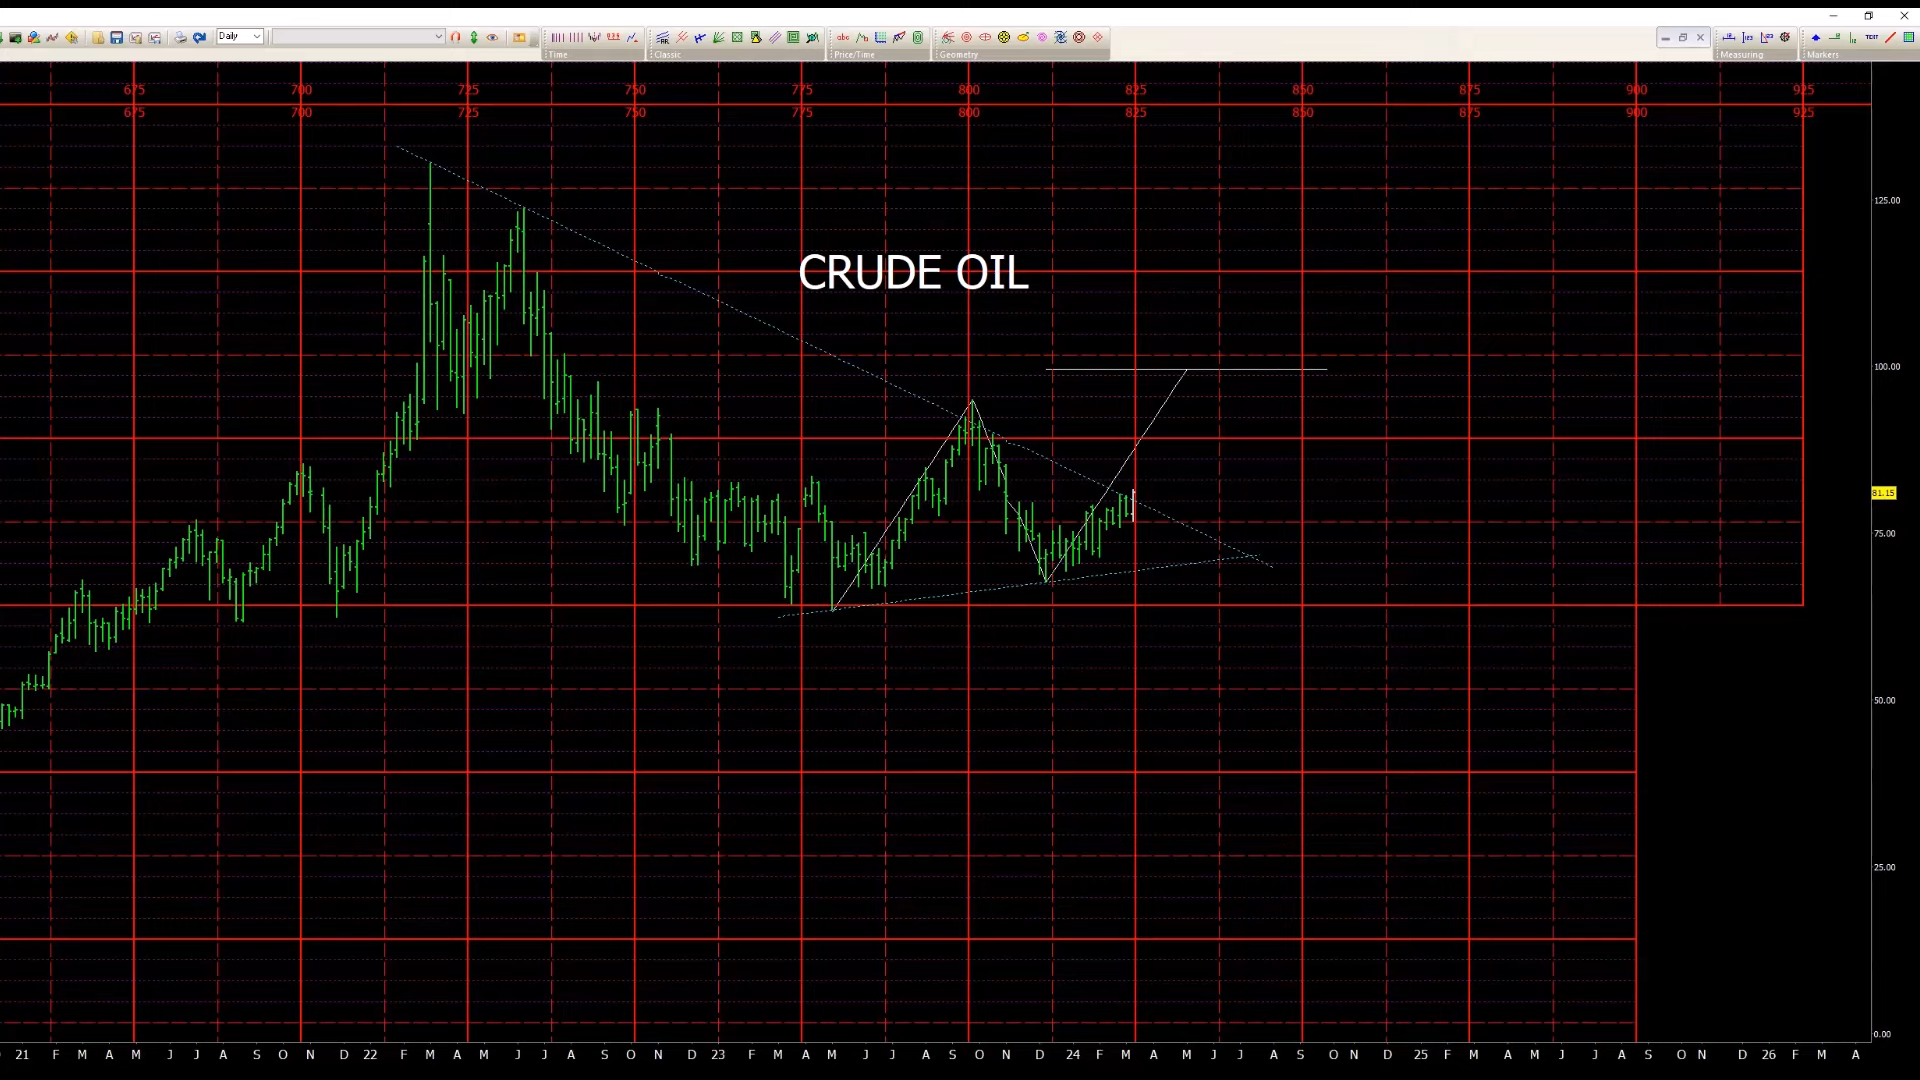 Daily
Time
Classic
Price/Time
Geometry
Measuring
Markers
675 700 725 750 775 800 825 850 875 900 925
675 700 725 750 775 800 825 850 875 900 925
CRUDE OIL
125.00
100.00
81.15
75.00
50.00
25.00
0.00
21 F M A M J J A S O N D 22 F M A M J J A S O N D 23 F M A M J J A S O N D 24 F M A M J J A S O N D 25 F M A M J J A S O N D 26 F M A